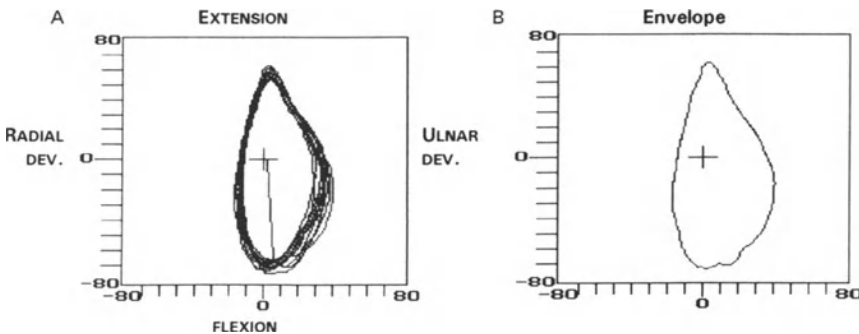 A EXTENSION B Envelope
80 80
RADIAL ULNAR
DEV. 0 DEV. 0
-80 -80
-80 0 80 -80 0 80
FLEXION